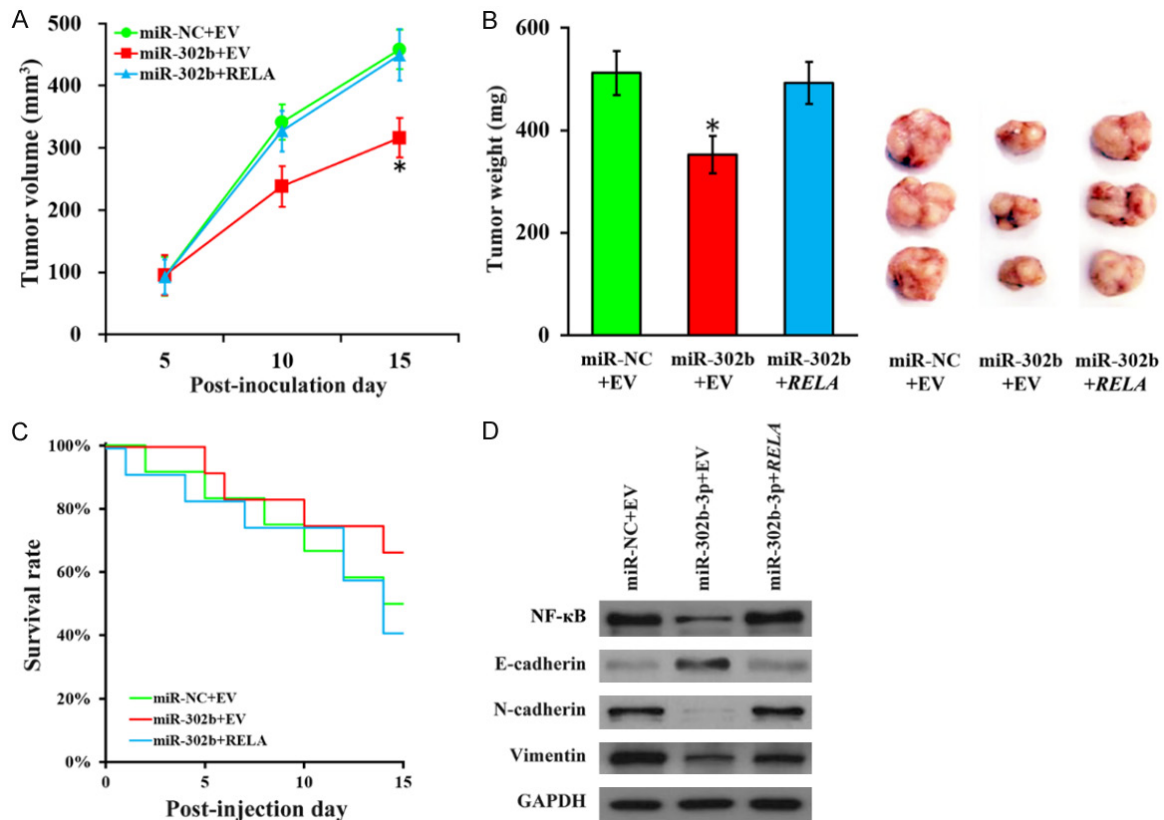 A
Tumor volume (mm³)
500
400
300
200
100
0
5
10
15
Post-inoculation day
miR-NC+EV
miR-302b+EV
miR-302b+RELA
*
B
Tumor weight (mg)
600
400
200
0
*
miR-NC
+EV
miR-302b
+EV
miR-302b
+RELA
miR-NC
+EV
miR-302b
+EV
miR-302b
+RELA
C
Survival rate
100%
80%
60%
40%
20%
0%
0
5
10
15
Post-injection day
miR-NC+EV
miR-302b+EV
miR-302b+RELA
D
miR-NC+EV
miR-302b-3p+EV
miR-302b-3p+RELA
NF-κB
E-cadherin
N-cadherin
Vimentin
GAPDH